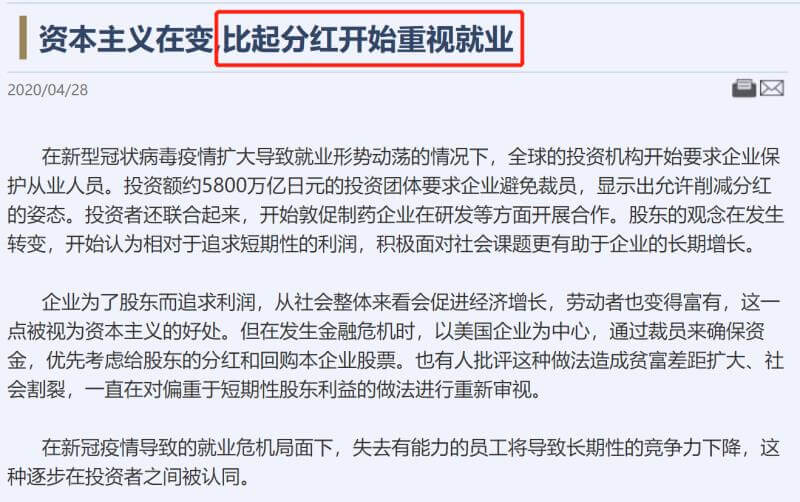 资本主义在变,比起分红开始重视就业
2020/04/28
在新型冠状病毒疫情扩大导致就业形势动荡的情况下，全球的投资机构开始要求企业保
护从业人员。投资额约5800万亿日元的投资团体要求企业避免裁员，显示出允许削减分红
的姿态。投资者还联合起来，开始敦促制药企业在研发等方面开展合作。股东的观念在发生
转变，开始认为相对于追求短期性的利润，积极面对社会课题更有助于企业的长期增长。
企业为了股东而追求利润，从社会整体来看会促进经济增长，劳动者也变得富有，这一
点被视为资本主义的好处。但在发生金融危机时，以美国企业为中心，通过裁员来确保资
金，优先考虑给股东的分红和回购本企业股票。也有人批评这种做法造成贫富差距扩大、社
会割裂，一直在对偏重于短期性股东利益的做法进行重新审视。
在新冠疫情导致的就业危机局面下，失去有能力的员工将导致长期性的竞争力下降，这
种逐步在投资者之间被认同。